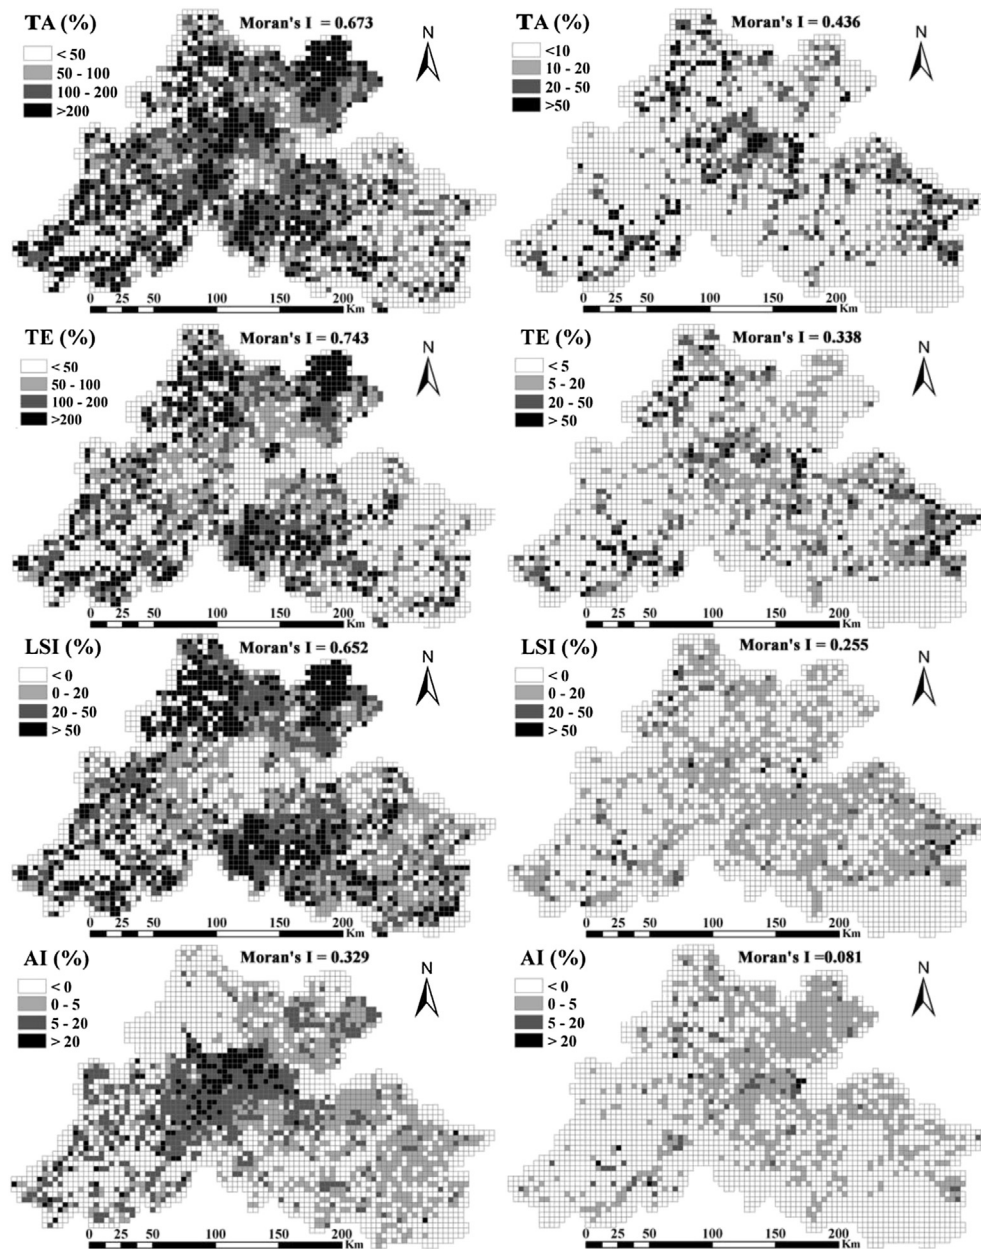 TA (%)
Moran's I = 0.673
N
< 50
50 - 100
100 - 200
>200
0 25 50 100 150 200
Km
TA (%)
Moran's I = 0.436
N
<10
10 - 20
20 - 50
>50
0 25 50 100 150 200
Km
TE (%)
Moran's I = 0.743
N
< 50
50 - 100
100 - 200
>200
0 25 50 100 150 200
Km
TE (%)
Moran's I = 0.338
N
< 5
5 - 20
20 - 50
> 50
0 25 50 100 150 200
Km
LSI (%)
Moran's I = 0.652
N
< 0
0 - 20
20 - 50
> 50
0 25 50 100 150 200
Km
LSI (%)
Moran's I = 0.255
N
< 0
0 - 20
20 - 50
> 50
0 25 50 100 150 200
Km
AI (%)
Moran's I = 0.329
N
< 0
0 - 5
5 - 20
> 20
0 25 50 100 150 200
Km
AI (%)
Moran's I =0.081
N
< 0
0 - 5
5 - 20
> 20
0 25 50 100 150 200
Km